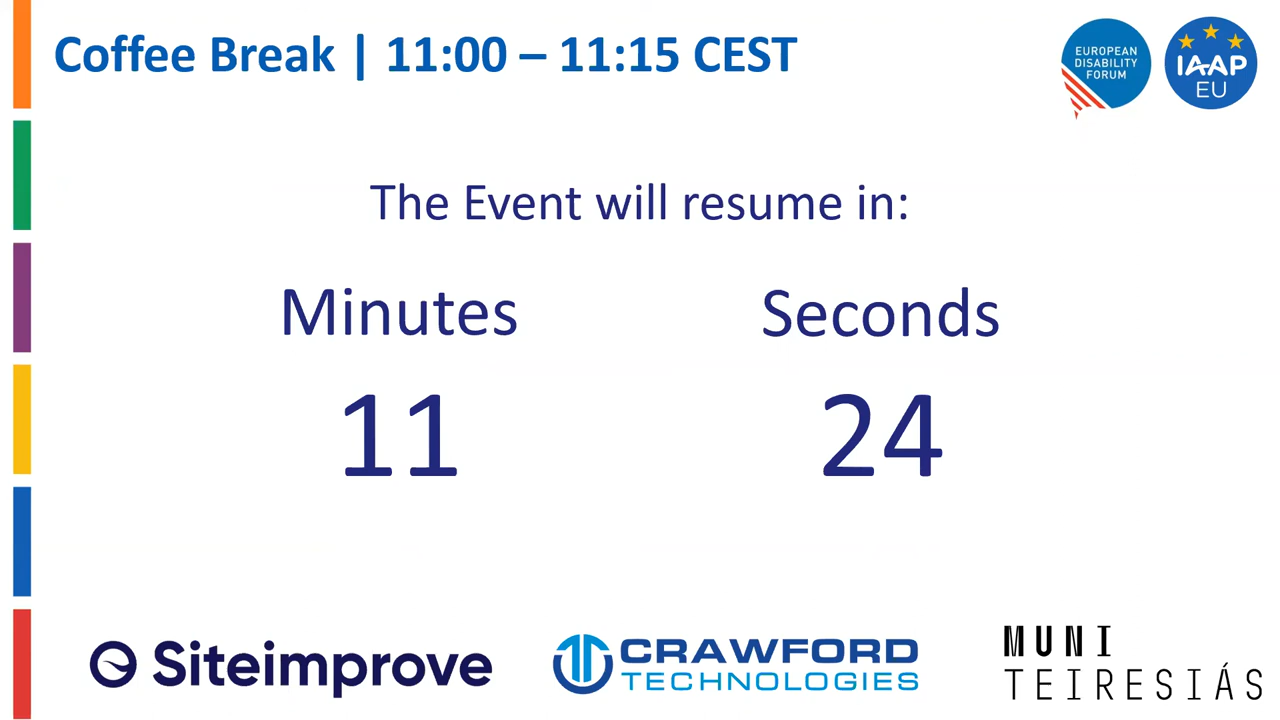 Coffee Break | 11:00 – 11:15 CEST
EUROPEAN
DISABILITY
FORUM
IAAP
EU
The Event will resume in:
Minutes
Seconds
11
24
Siteimprove
CRAWFORD
TECHNOLOGIES
MUNI
TEIRESIÁS